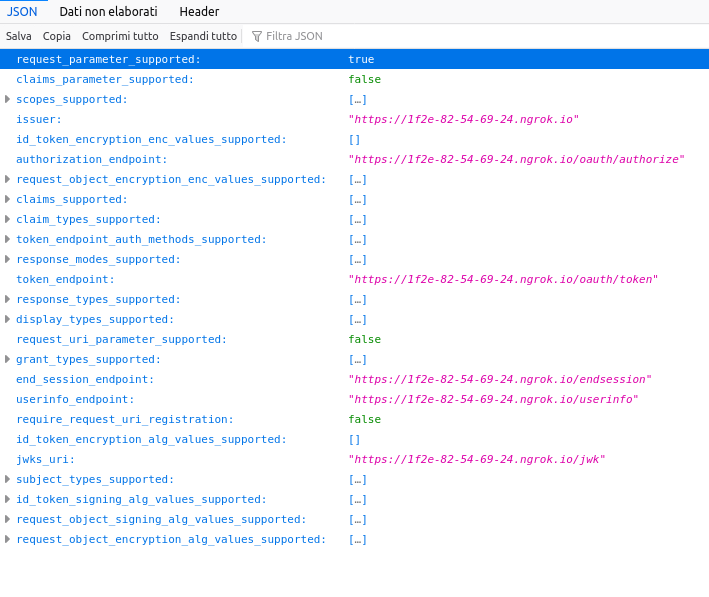 JSON Dati non elaborati Header
Salva Copia Comprimi tutto Espandi tutto Filtra JSON
request_parameter_supported: true
claims_parameter_supported: false
scopes_supported: […]
issuer: "https://1f2e-82-54-69-24.ngrok.io"
id_token_encryption_enc_values_supported: []
authorization_endpoint: "https://1f2e-82-54-69-24.ngrok.io/oauth/authorize"
request_object_encryption_enc_values_supported: […]
claims_supported: […]
claim_types_supported: […]
token_endpoint_auth_methods_supported: […]
response_modes_supported: […]
token_endpoint: "https://1f2e-82-54-69-24.ngrok.io/oauth/token"
response_types_supported: […]
display_types_supported: […]
request_uri_parameter_supported: false
grant_types_supported: […]
end_session_endpoint: "https://1f2e-82-54-69-24.ngrok.io/endsession"
userinfo_endpoint: "https://1f2e-82-54-69-24.ngrok.io/userinfo"
require_request_uri_registration: false
id_token_encryption_alg_values_supported: []
jwks_uri: "https://1f2e-82-54-69-24.ngrok.io/jwk"
subject_types_supported: […]
id_token_signing_alg_values_supported: […]
request_object_signing_alg_values_supported: […]
request_object_encryption_alg_values_supported: […]